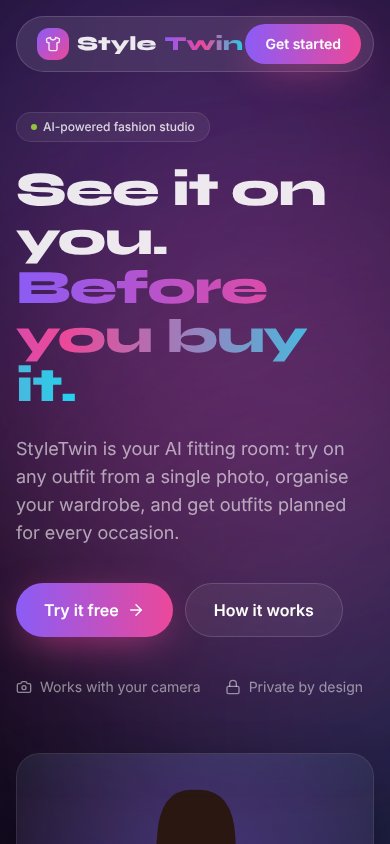 Style Twin
Get started
AI-powered fashion studio
See it on
you.
Before
you buy
it.
StyleTwin is your AI fitting room: try on
any outfit from a single photo, organise
your wardrobe, and get outfits planned
for every occasion.
Try it free →
How it works
Works with your camera
Private by design